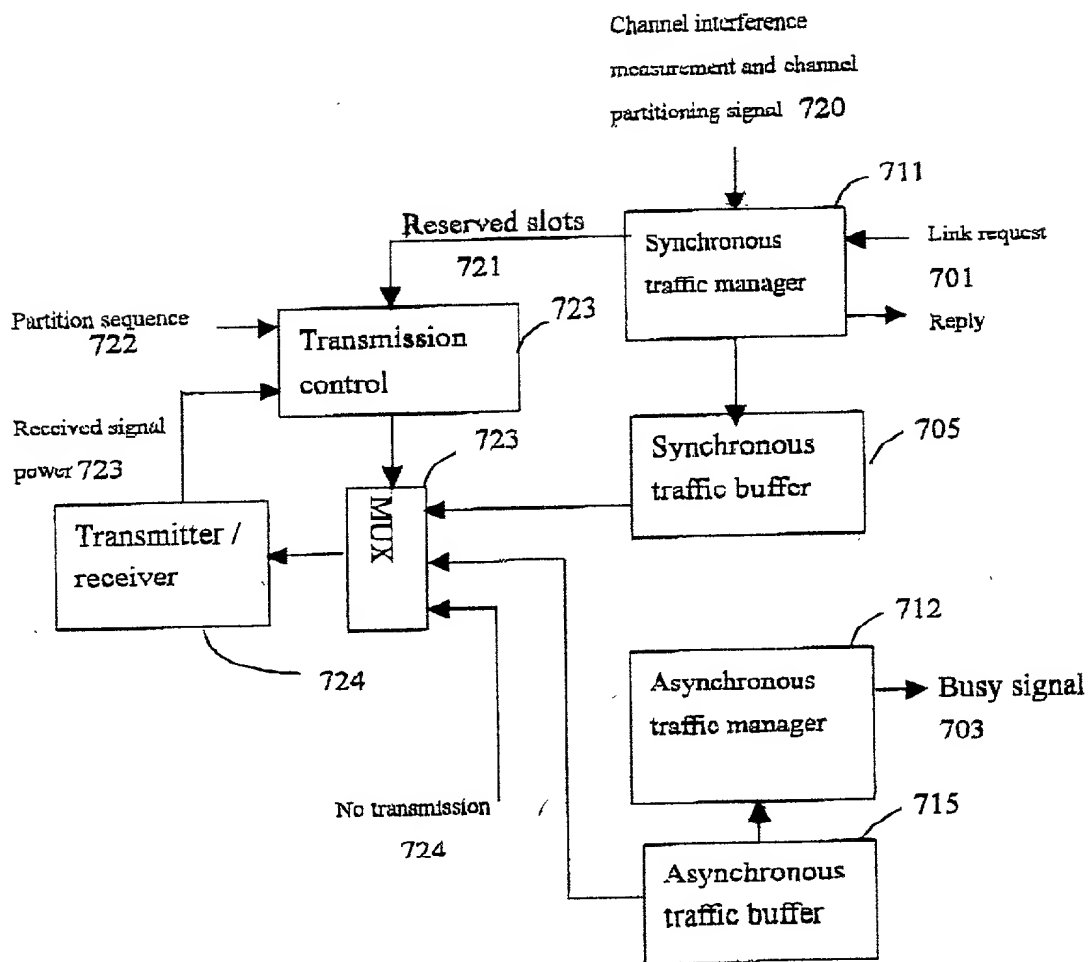 Channel interference
measurement and channel
partitioning signal 720
711
Reserved slots
721
Synchronous
traffic manager
Link request
701
Reply
Partition sequence
722
723
Transmission
control
Received signal
power 723
723
705
Synchronous
traffic buffer
MUX
Transmitter /
receiver
724
712
Asynchronous
traffic manager
Busy signal
703
No transmission
724
715
Asynchronous
traffic buffer